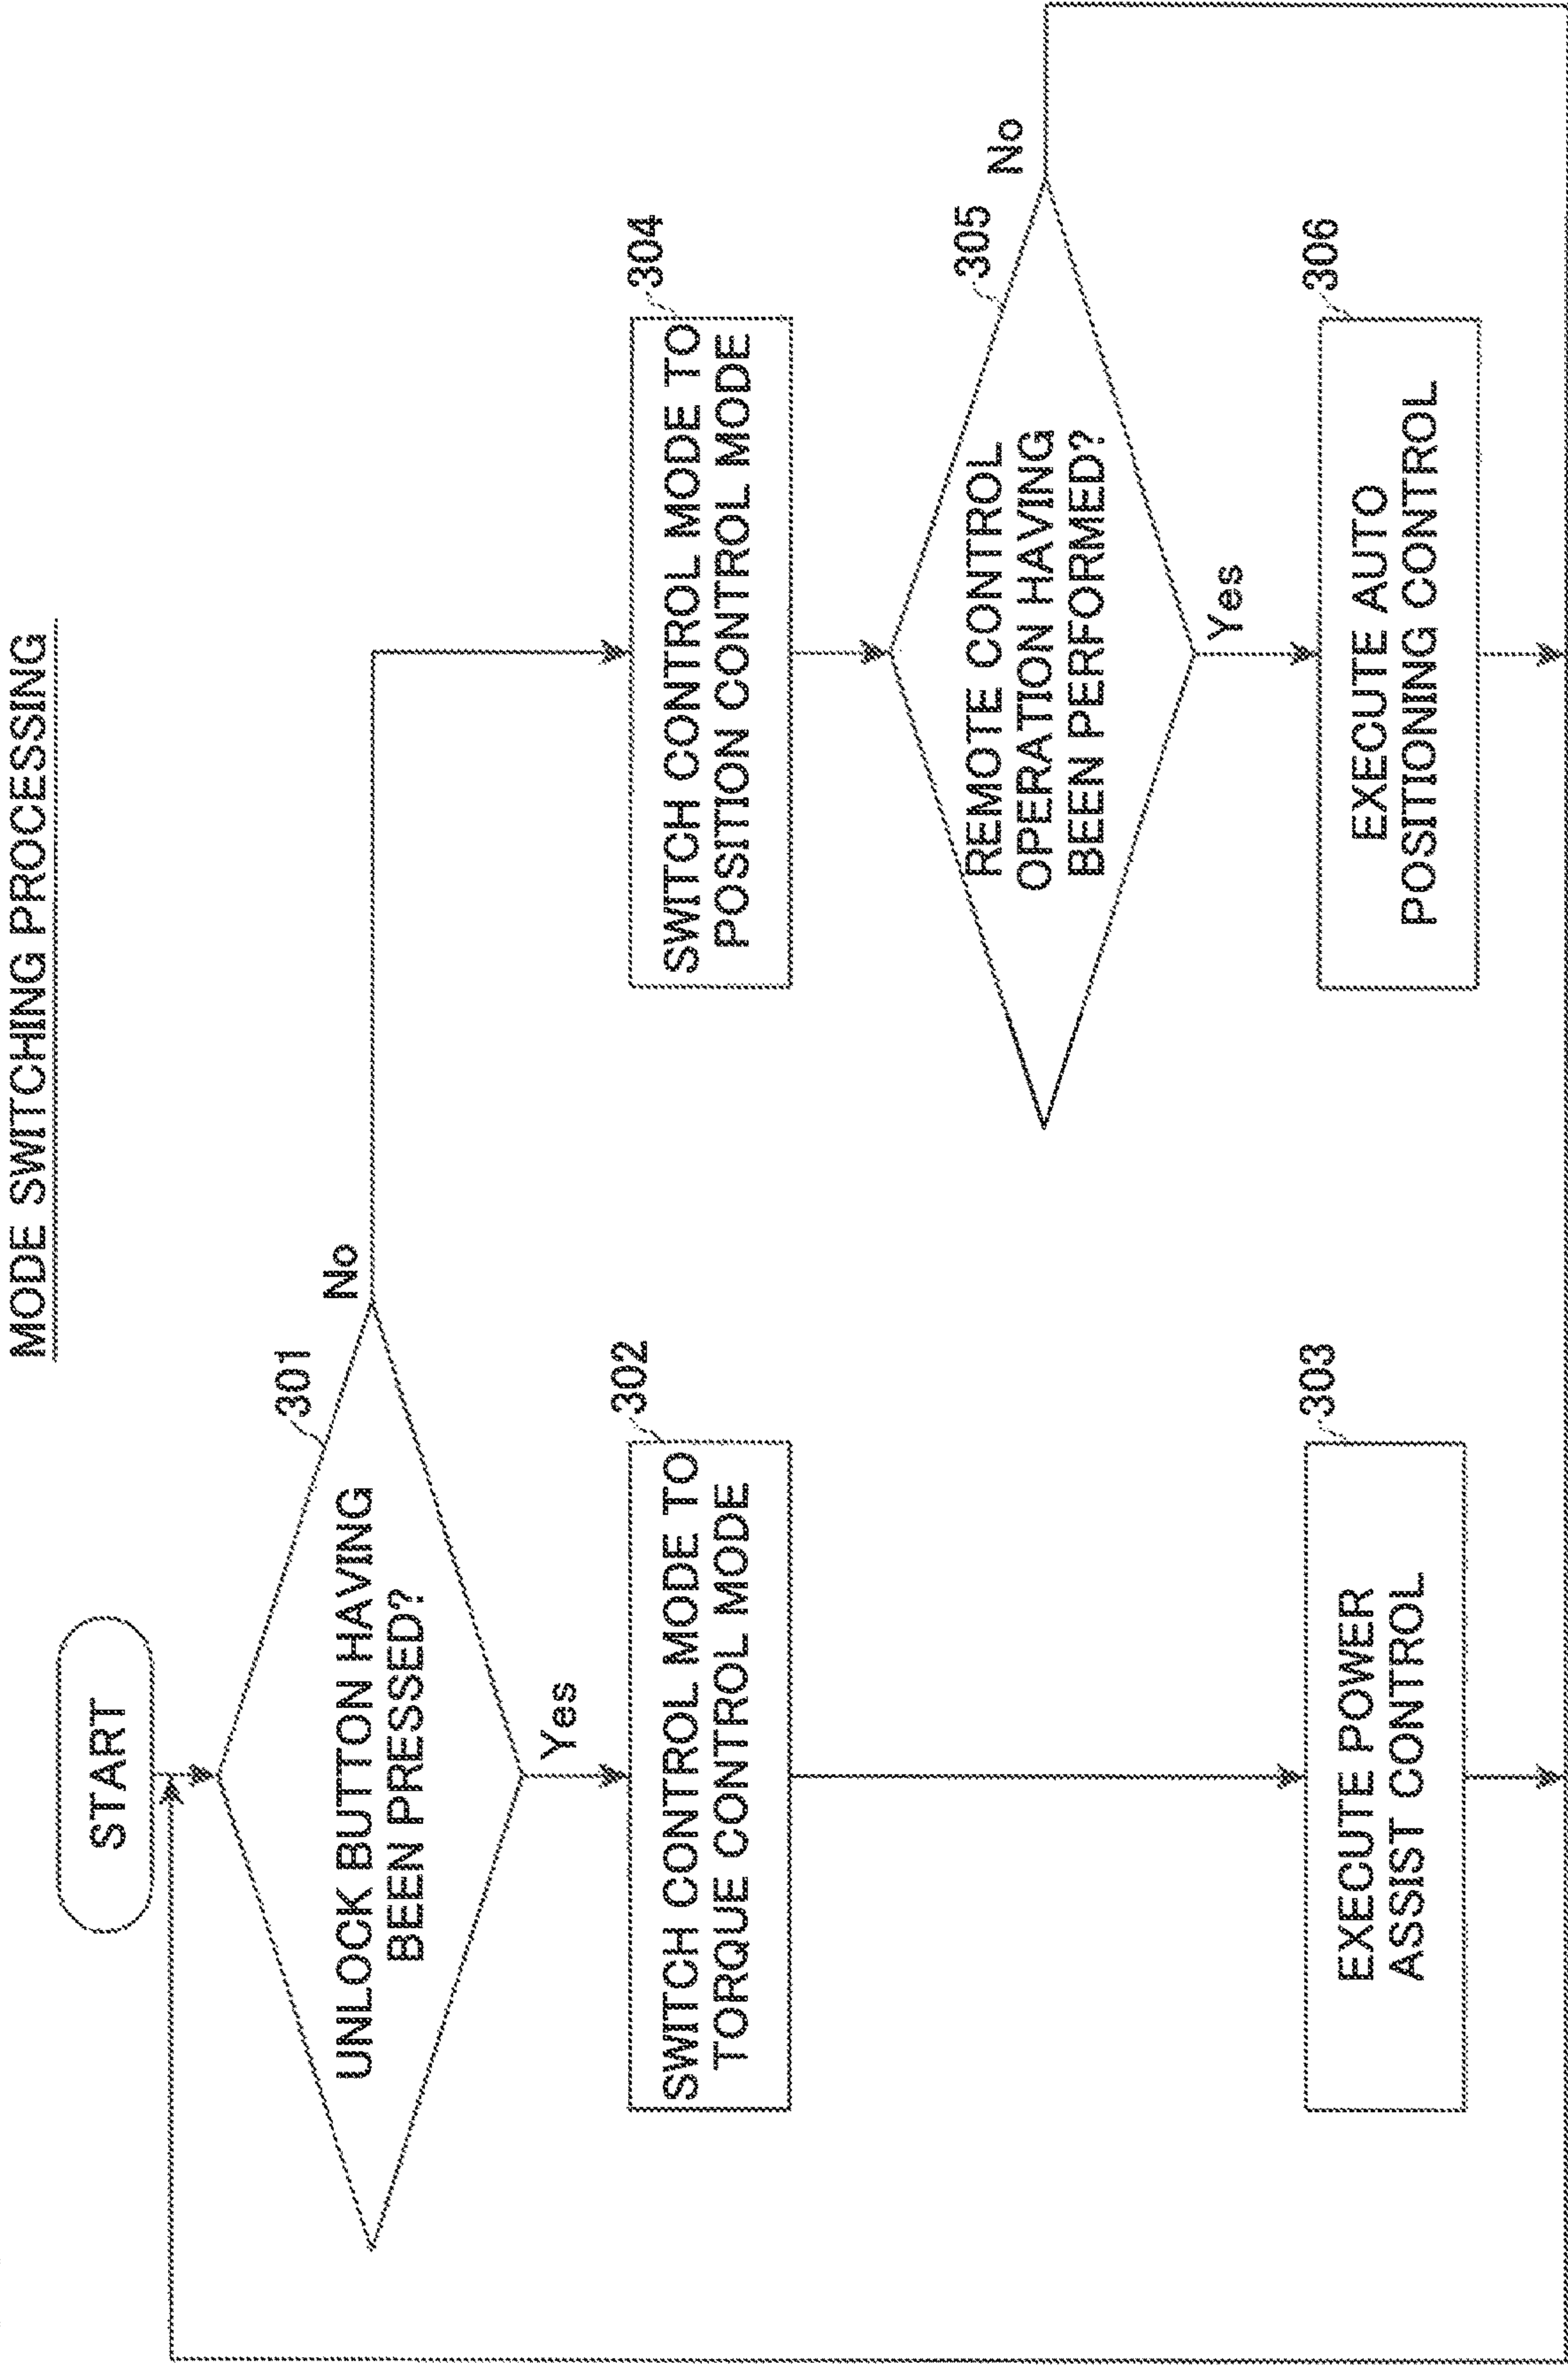 MODE SWITCHING PROCESSING
START
301
UNLOCK BUTTON HAVING
BEEN PRESSED?
No
Yes
302
SWITCH CONTROL MODE TO
TORQUE CONTROL MODE
303
EXECUTE POWER
ASSIST CONTROL
304
SWITCH CONTROL MODE TO
POSITION CONTROL MODE
305
REMOTE CONTROL
OPERATION HAVING
BEEN PERFORMED?
No
Yes
306
EXECUTE AUTO
POSITIONING CONTROL